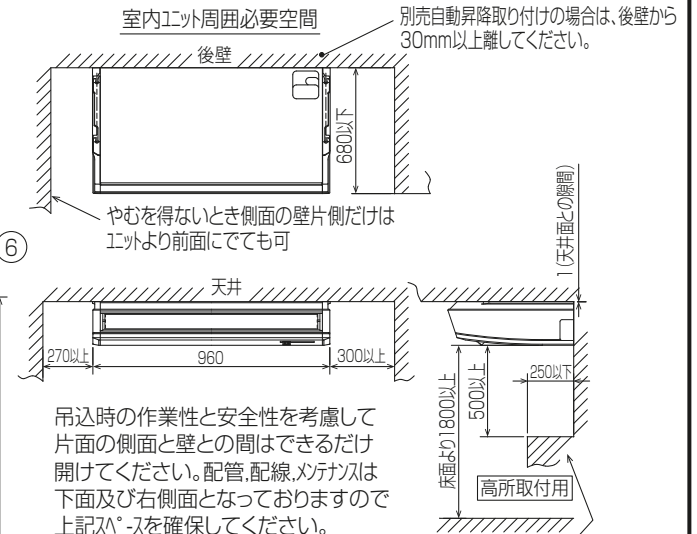 室内ユニット周囲必要空間
別売自動昇降取り付けの場合は、後壁から
30mm以上離してください。
後壁
680以下
やむを得ないとき側面の壁片側だけは
ユニットより前面にでても可
6
1(天井面との隙間)
天井
270以上
960
300以上
250以下
500以上
床面より1800以上
吊込時の作業性と安全性を考慮して
片面の側面と壁との間はできるだけ
開けてください。配管,配線,メンテナンスは
下面及び右側面となっておりますので
上記スペースを確保してください。
高所取付用